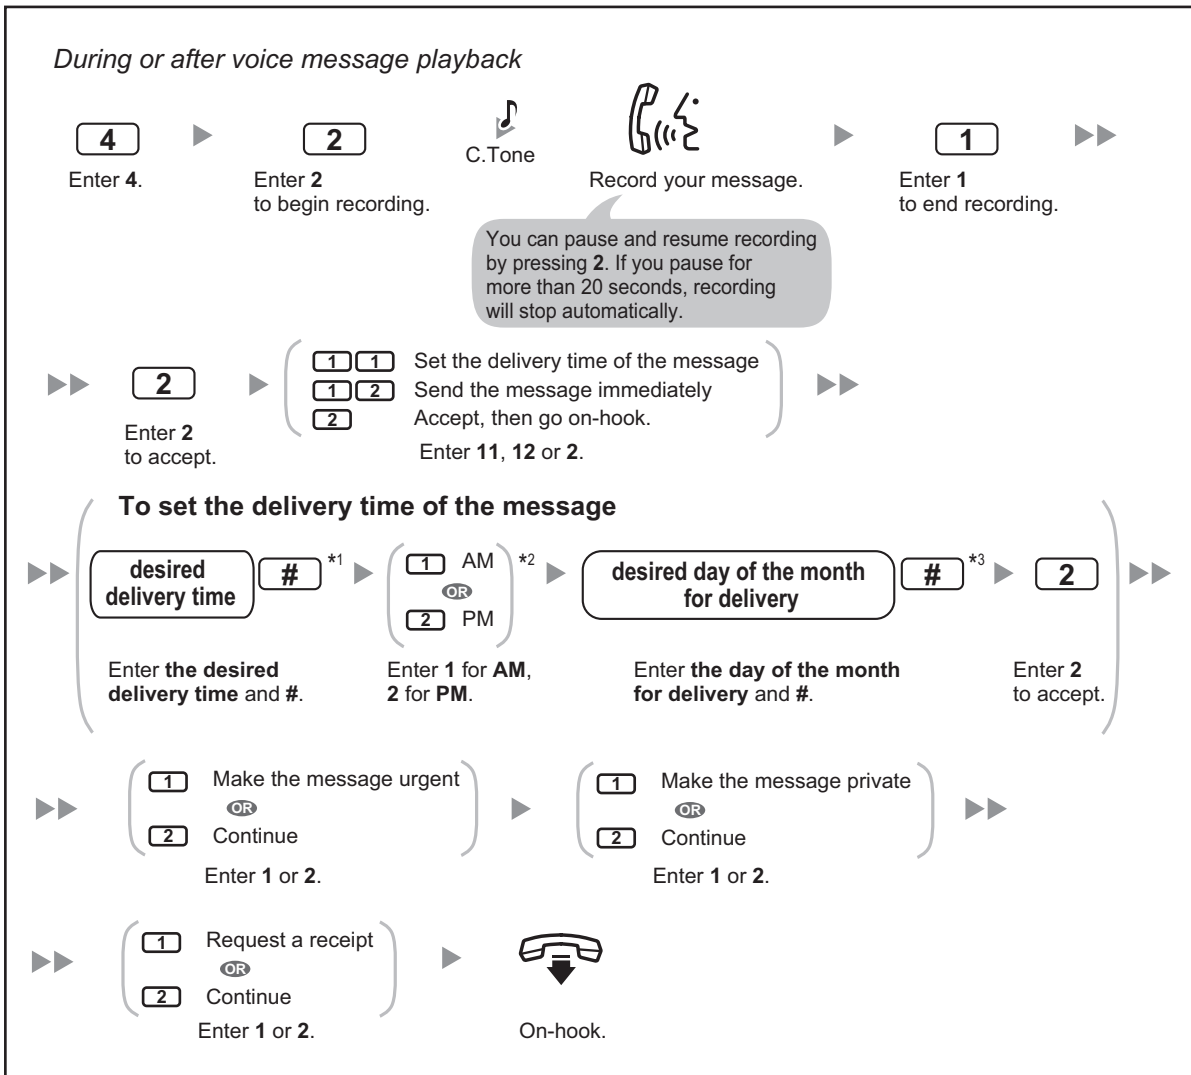 During or after voice message playback
4
2
C.Tone
1
Enter 4.
Enter 2
to begin recording.
Record your message.
Enter 1
to end recording.
You can pause and resume recording
by pressing 2. If you pause for
more than 20 seconds, recording
will stop automatically.
2
Enter 2
to accept.
1 1 Set the delivery time of the message
1 2 Send the message immediately
2 Accept, then go on-hook.
Enter 11, 12 or 2.
To set the delivery time of the message
desired
delivery time
# *1
1 AM
OR
2 PM
*2
desired day of the month
for delivery
# *3
2
Enter the desired
delivery time and #.
Enter 1 for AM,
2 for PM.
Enter the day of the month
for delivery and #.
Enter 2
to accept.
1 Make the message urgent
OR
2 Continue
Enter 1 or 2.
1 Make the message private
OR
2 Continue
Enter 1 or 2.
1 Request a receipt
OR
2 Continue
Enter 1 or 2.
On-hook.